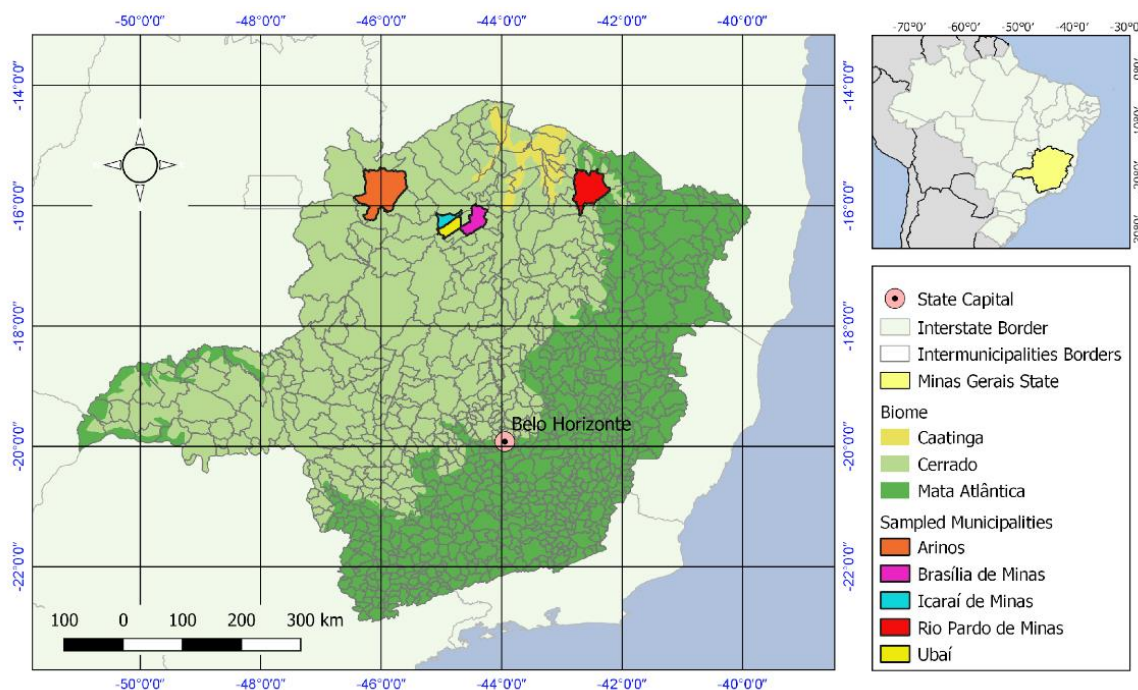 -50°0'0" -48°0'0" -46°0'0" -44°0'0" -42°0'0" -40°0'0"
-14°0'0"
-16°0'0"
-18°0'0"
-20°0'0"
-22°0'0"
Belo Horizonte
100 0 100 200 300 km
-14°0'0"
-16°0'0"
-18°0'0"
-20°0'0"
-22°0'0"
-50°0'0" -48°0'0" -46°0'0" -44°0'0" -42°0'0" -40°0'0"
-70°0'0" -60°0'0" -50°0'0" -40°0'0" -30°0'0"
State Capital
Interstate Border
Intermunicipalities Borders
Minas Gerais State
Biome
Caatinga
Cerrado
Mata Atlântica
Sampled Municipalities
Arinos
Brasília de Minas
Icaraí de Minas
Rio Pardo de Minas
Ubaí